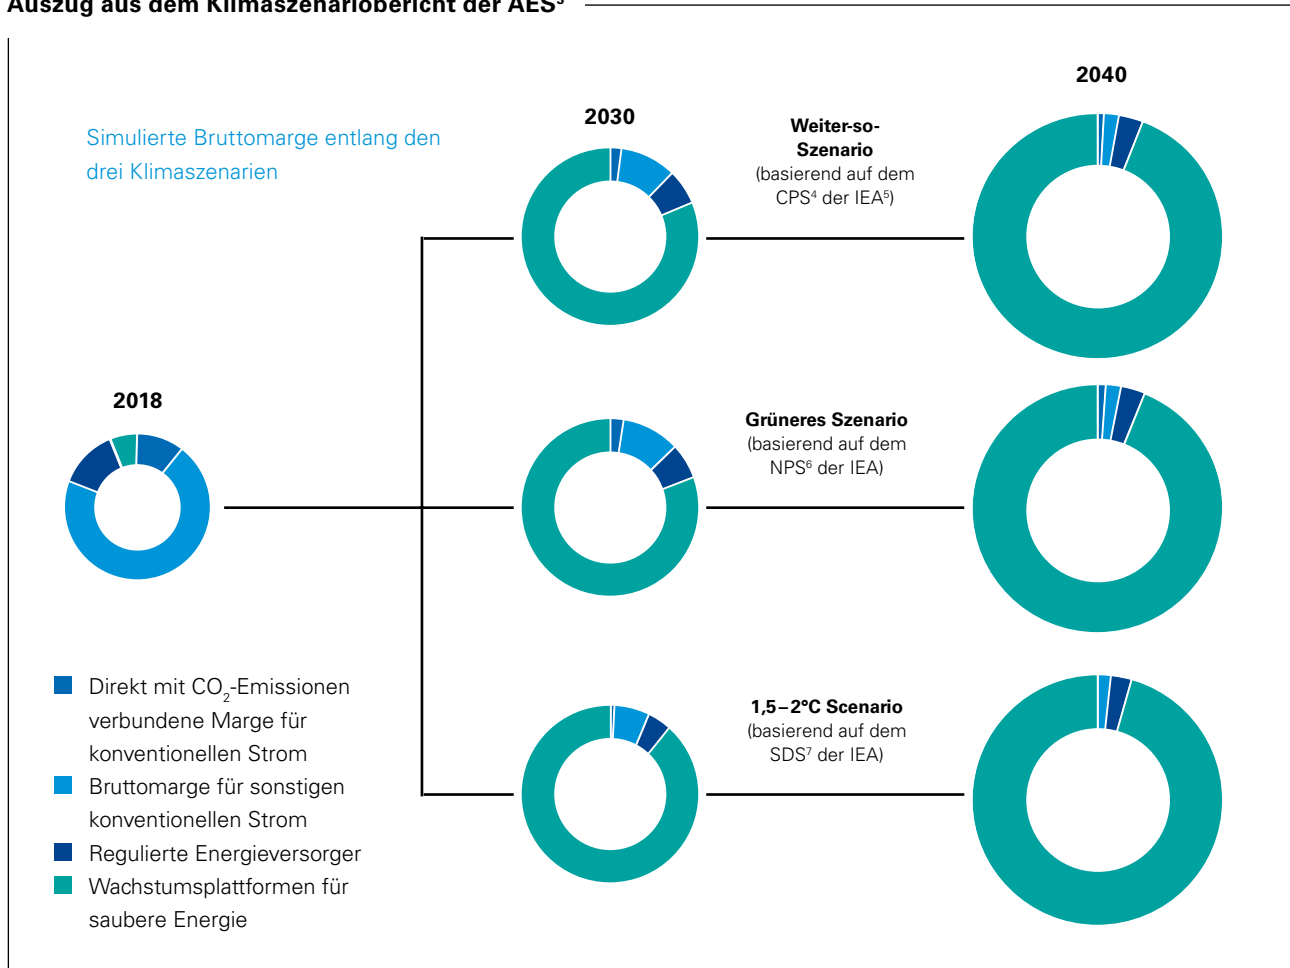 Auszug aus dem Klimaszenariobericht der AES³
Simulierte Bruttomarge entlang den
drei Klimaszenarien
2018
2030
2040
Weiter-so-
Szenario
(basierend auf dem
CPS⁴ der IEA⁵)
Grüneres Szenario
(basierend auf dem
NPS⁶ der IEA)
1,5–2°C Scenario
(basierend auf dem
SDS⁷ der IEA)
Direkt mit CO₂-Emissionen
verbundene Marge für
konventionellen Strom
Bruttomarge für sonstigen
konventionellen Strom
Regulierte Energieversorger
Wachstumsplattformen für
saubere Energie